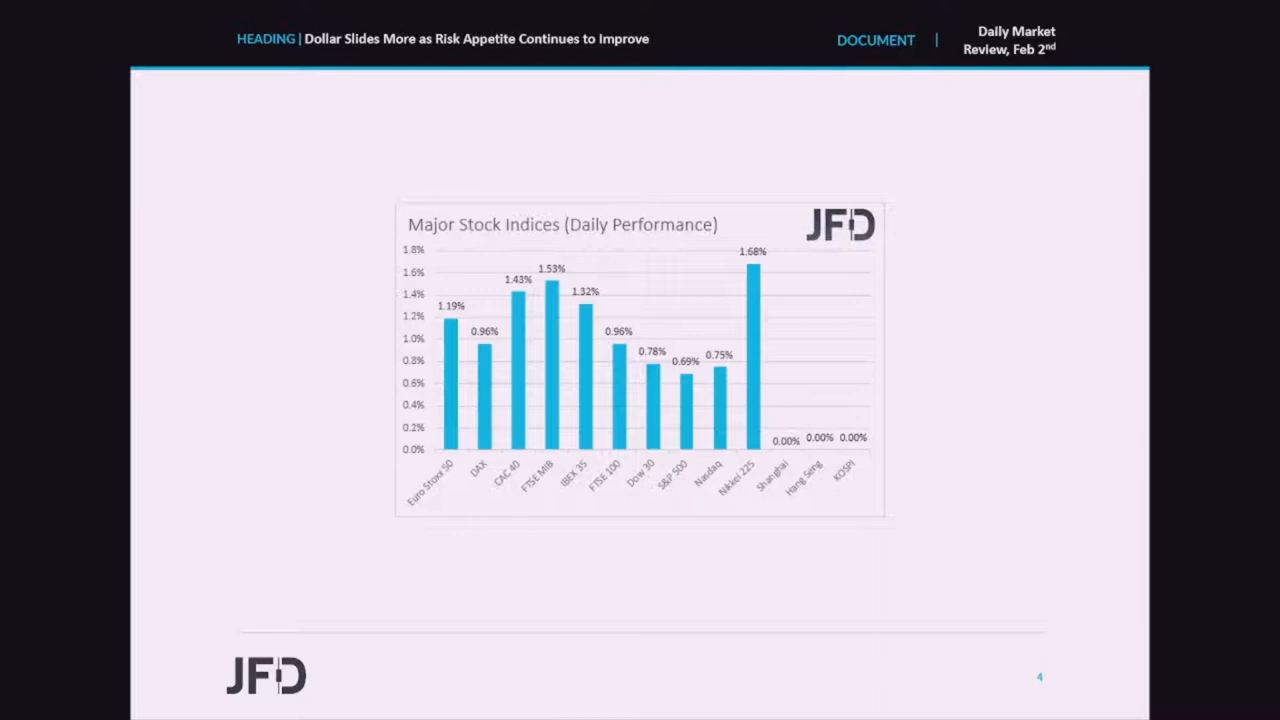 HEADING | Dollar Slides More as Risk Appetite Continues to Improve
DOCUMENT |
Daily Market
Review, Feb 2nd
Major Stock Indices (Daily Performance)
JFD
1.8%
1.6%
1.4%
1.2%
1.0%
0.8%
0.6%
0.4%
0.2%
0.0%
1.19%
0.96%
1.43%
1.53%
1.32%
0.96%
0.78%
0.69%
0.75%
1.68%
0.00%
0.00%
0.00%
Euro Stoxx 50
DAX
CAC 40
FTSE MIB
IBEX 35
FTSE 100
Dow 30
S&P 500
Nasdaq
Nikkei 225
Shanghai
Hang Seng
KOSPI
JFD
4